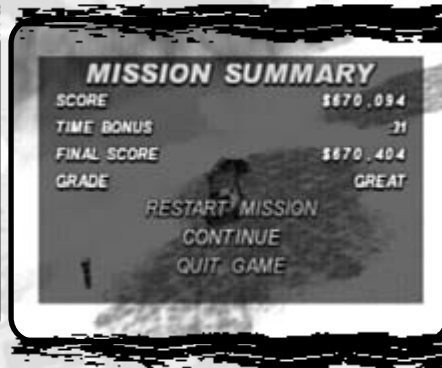 MISSION SUMMARY
SCORE $670,094
TIME BONUS 31
FINAL SCORE $670,404
GRADE GREAT
RESTART MISSION
CONTINUE
QUIT GAME